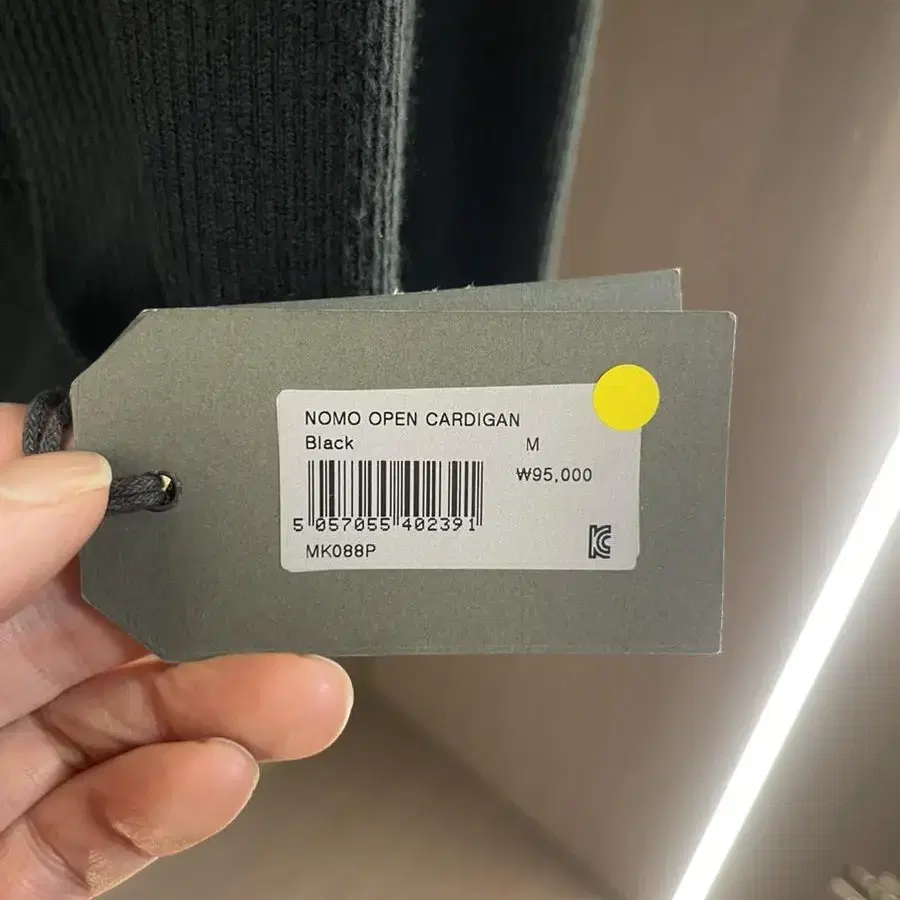 NOMO OPEN CARDIGAN
Black M
₩95,000
5 057055 402391
MK088P